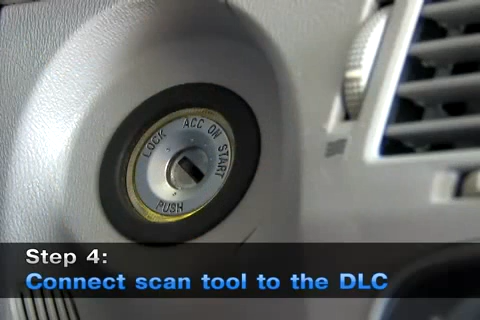 LOCK ACC ON START
PUSH
Step 4:
Connect scan tool to the DLC